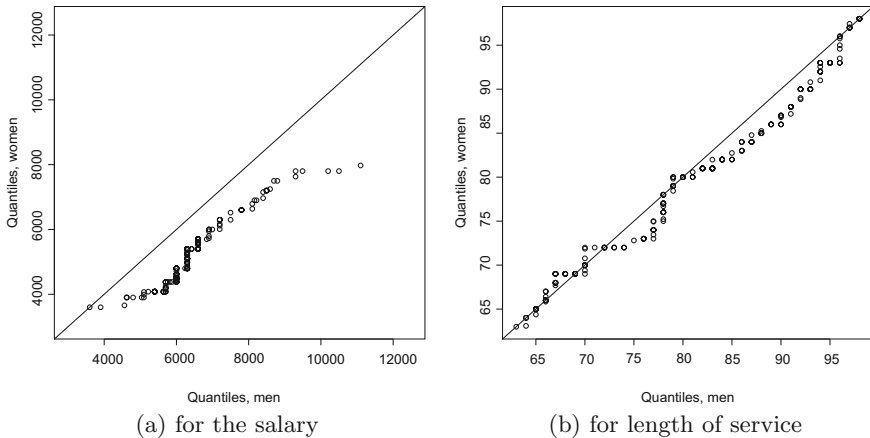 12000
10000
8000
6000
4000
Quantiles, women
4000 6000 8000 10000 12000
Quantiles, men
(a) for the salary
95
90
85
80
75
70
65
Quantiles, women
65 70 75 80 85 90 95
Quantiles, men
(b) for length of service